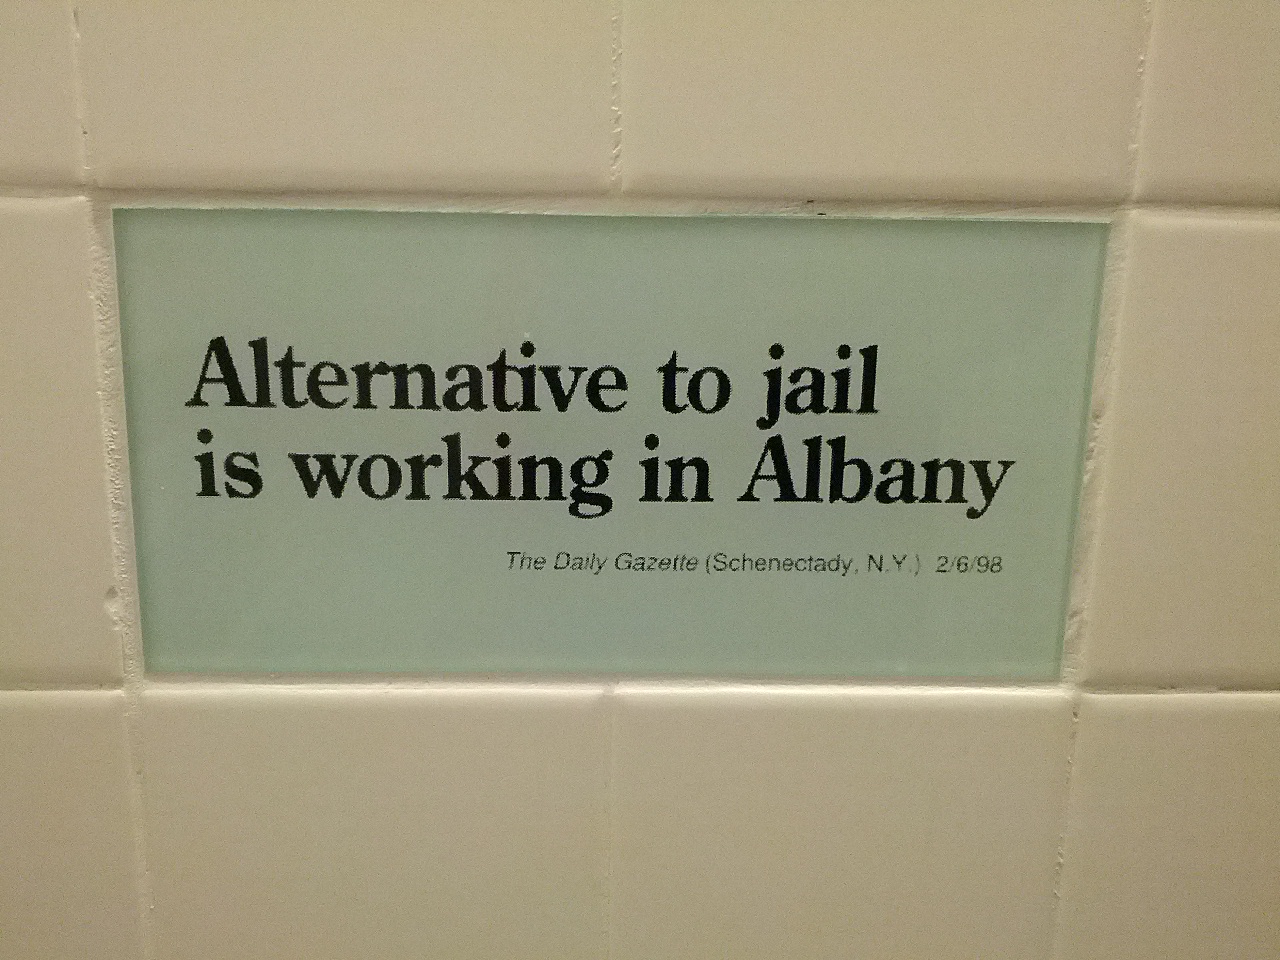 Alternative to jail
is working in Albany
The Daily Gazette (Schenectady, N.Y.) 2/6/98